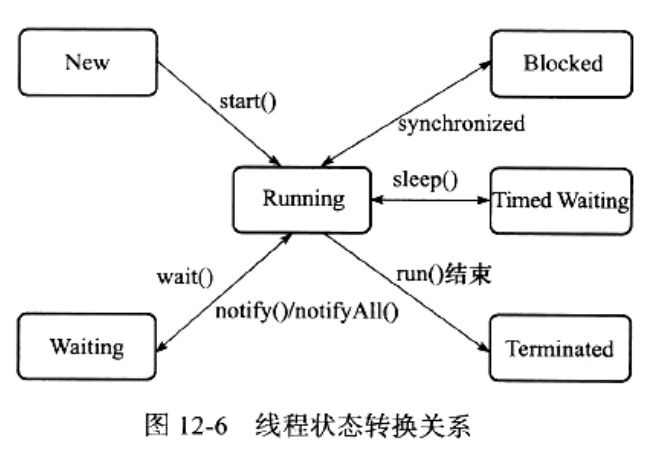 New
Blocked
start()
synchronized
Running
sleep()
Timed Waiting
wait()
run()结束
notify()/notifyAll()
Waiting
Terminated
图 12-6 线程状态转换关系